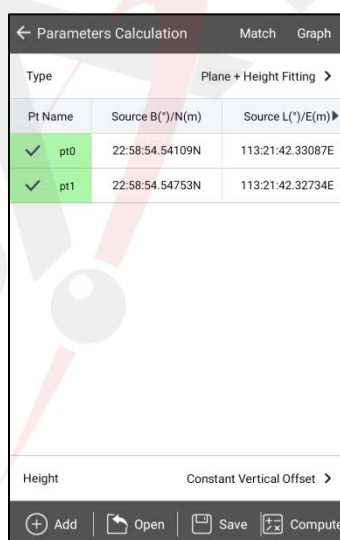 Parameters Calculation Match Graph
Type Plane + Height Fitting
Pt Name Source B(°)/N(m) Source L(°)/E(m)
pt0 22:58:54.54109N 113:21:42.33087E
pt1 22:58:54.54753N 113:21:42.32734E
Height Constant Vertical Offset
Add Open Save Compute